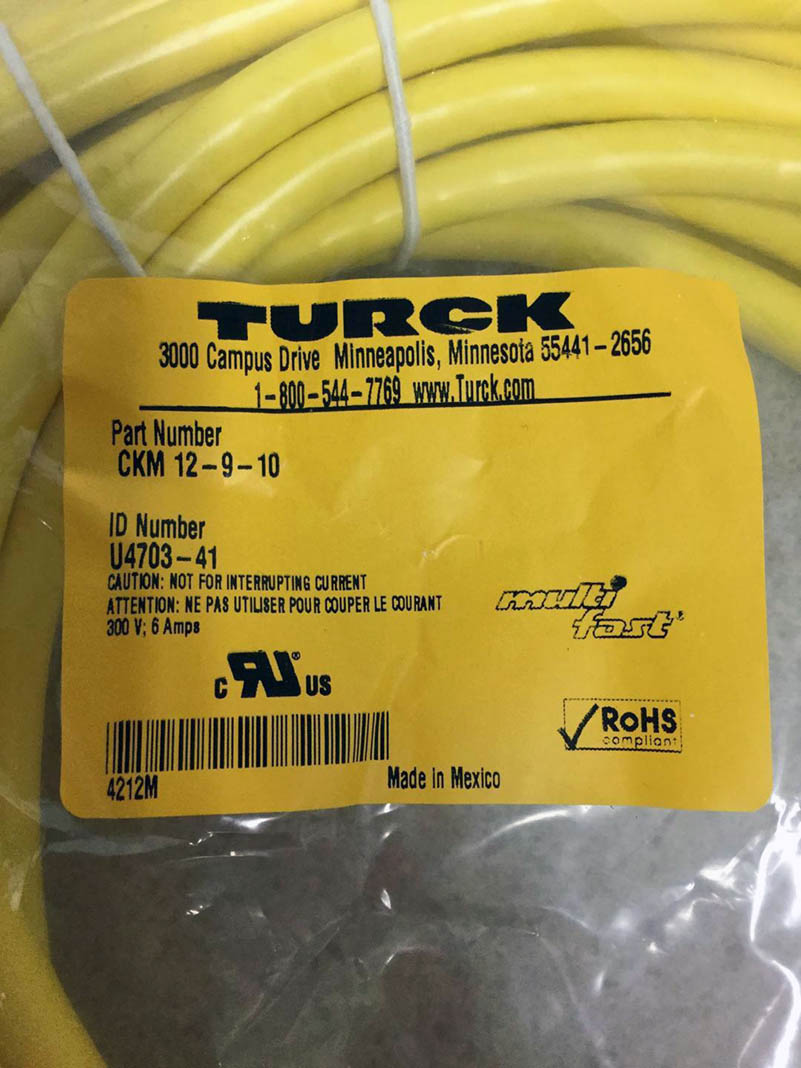 TURCK
3000 Campus Drive Minneapolis, Minnesota 55441-2656
1-800-544-7769 www.Turck.com
Part Number
CKM 12-9-10
ID Number
U4703-41
CAUTION: NOT FOR INTERRUPTING CURRENT
ATTENTION: NE PAS UTILISER POUR COUPER LE COURANT
300 V; 6 Amps
multi
fast®
C RU® US
RoHS
compliant
4212M
Made in Mexico